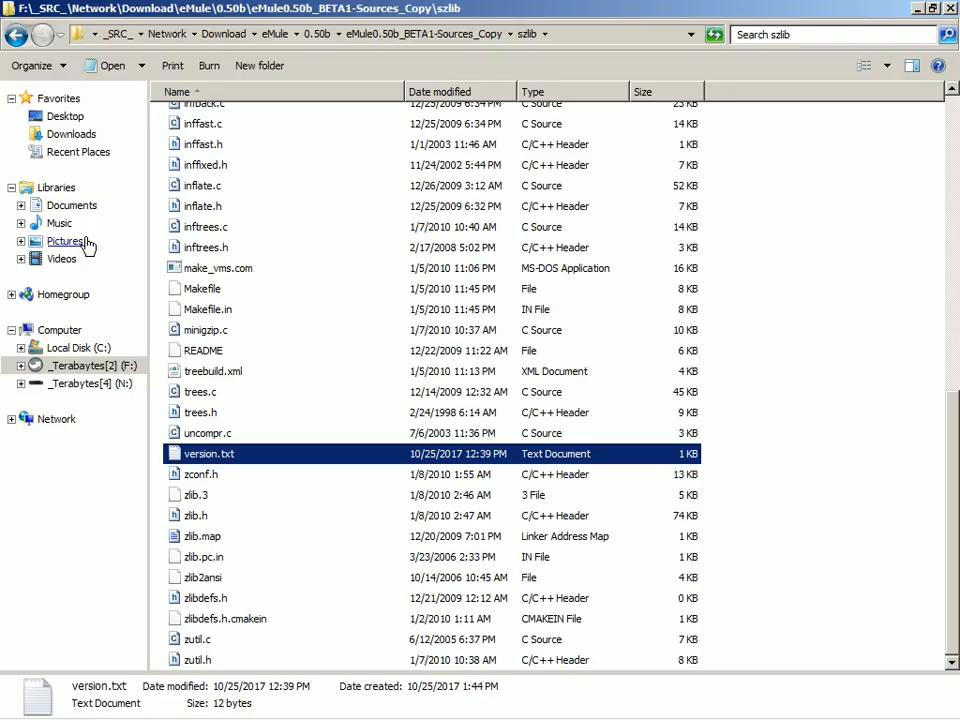 F:\_SRC_\Network\Download\eMule\0.50b\eMule0.50b_BETA1-Sources_Copy\szlib
_SRC_ Network Download eMule 0.50b eMule0.50b_BETA1-Sources_Copy szlib Search szlib
Organize Open Print Burn New folder
Name Date modified Type Size
Favorites
Desktop
Downloads
Recent Places
Libraries
Documents
Music
Pictures
Videos
Homegroup
Computer
Local Disk (C:)
_Terabaytes[2] (F:)
_Terabytes[4] (N:)
Network
infback.c 12/25/2009 6:34 PM C Source 23 KB
inffast.c 12/25/2009 6:34 PM C Source 14 KB
inffast.h 1/1/2003 11:46 AM C/C++ Header 1 KB
inffixed.h 11/24/2002 5:44 PM C/C++ Header 7 KB
inflate.c 12/26/2009 3:12 AM C Source 52 KB
inflate.h 12/25/2009 6:32 PM C/C++ Header 7 KB
inftrees.c 1/7/2010 10:40 AM C Source 14 KB
inftrees.h 2/17/2008 5:02 PM C/C++ Header 3 KB
make_vms.com 1/5/2010 11:06 PM MS-DOS Application 16 KB
Makefile 1/5/2010 11:45 PM File 8 KB
Makefile.in 1/5/2010 11:45 PM IN File 8 KB
minigzip.c 1/7/2010 10:37 AM C Source 10 KB
README 12/22/2009 11:22 AM File 6 KB
treebuild.xml 1/5/2010 11:13 PM XML Document 4 KB
trees.c 12/14/2009 12:32 AM C Source 45 KB
trees.h 2/24/1998 6:14 AM C/C++ Header 9 KB
uncompr.c 7/6/2003 11:36 PM C Source 3 KB
version.txt 10/25/2017 12:39 PM Text Document 1 KB
zconf.h 1/8/2010 1:55 AM C/C++ Header 13 KB
zlib.3 1/8/2010 2:46 AM 3 File 5 KB
zlib.h 1/8/2010 2:47 AM C/C++ Header 74 KB
zlib.map 12/20/2009 7:01 PM Linker Address Map 1 KB
zlib.pc.in 3/23/2006 2:33 PM IN File 1 KB
zlib2ansi 10/14/2006 10:45 AM File 4 KB
zlibdefs.h 12/21/2009 12:12 AM C/C++ Header 0 KB
zlibdefs.h.cmakein 1/2/2010 1:11 AM CMAKEIN File 1 KB
zutil.c 6/12/2005 6:37 PM C Source 7 KB
zutil.h 1/7/2010 10:38 AM C/C++ Header 8 KB
version.txt Date modified: 10/25/2017 12:39 PM Date created: 10/25/2017 1:44 PM
Text Document Size: 12 bytes